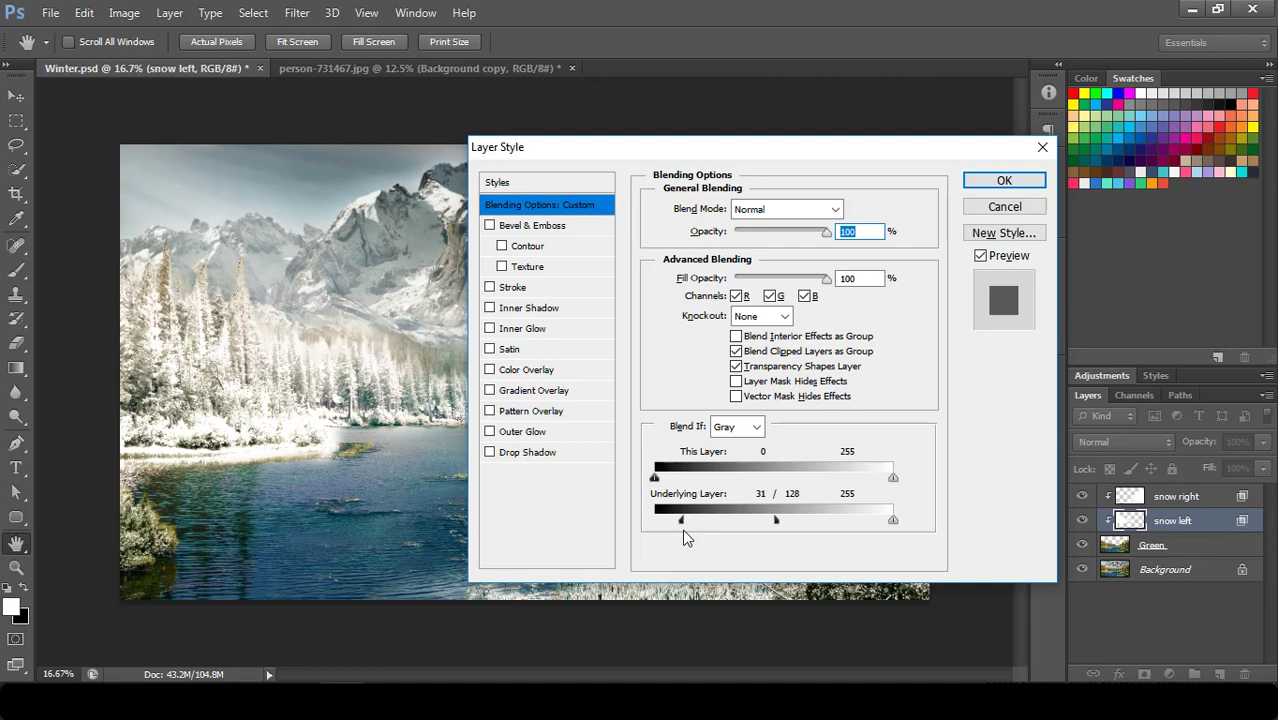 Ps File Edit Image Layer Type Select Filter 3D View Window Help
Scroll All Windows Actual Pixels Fit Screen Fill Screen Print Size Essentials
Winter.psd @ 16.7% (snow left, RGB/8#) * × person-731467.jpg @ 12.5% (Background copy, RGB/8#) * ×
Color Swatches
Layer Style
Styles
Blending Options: Custom
Bevel & Emboss
Contour
Texture
Stroke
Inner Shadow
Inner Glow
Satin
Color Overlay
Gradient Overlay
Pattern Overlay
Outer Glow
Drop Shadow
Blending Options
General Blending
Blend Mode: Normal
Opacity: 100 %
Advanced Blending
Fill Opacity: 100 %
Channels: R G B
Knockout: None
Blend Interior Effects as Group
Blend Clipped Layers as Group
Transparency Shapes Layer
Layer Mask Hides Effects
Vector Mask Hides Effects
Blend If: Gray
This Layer: 0 255
Underlying Layer: 31 / 128 255
OK
Cancel
New Style...
Preview
Adjustments Styles
Layers Channels Paths
Kind
Normal Opacity: 100%
Lock: Fill: 100%
snow right
snow left
Green
Background
16.67% Doc: 43.2M/104.8M